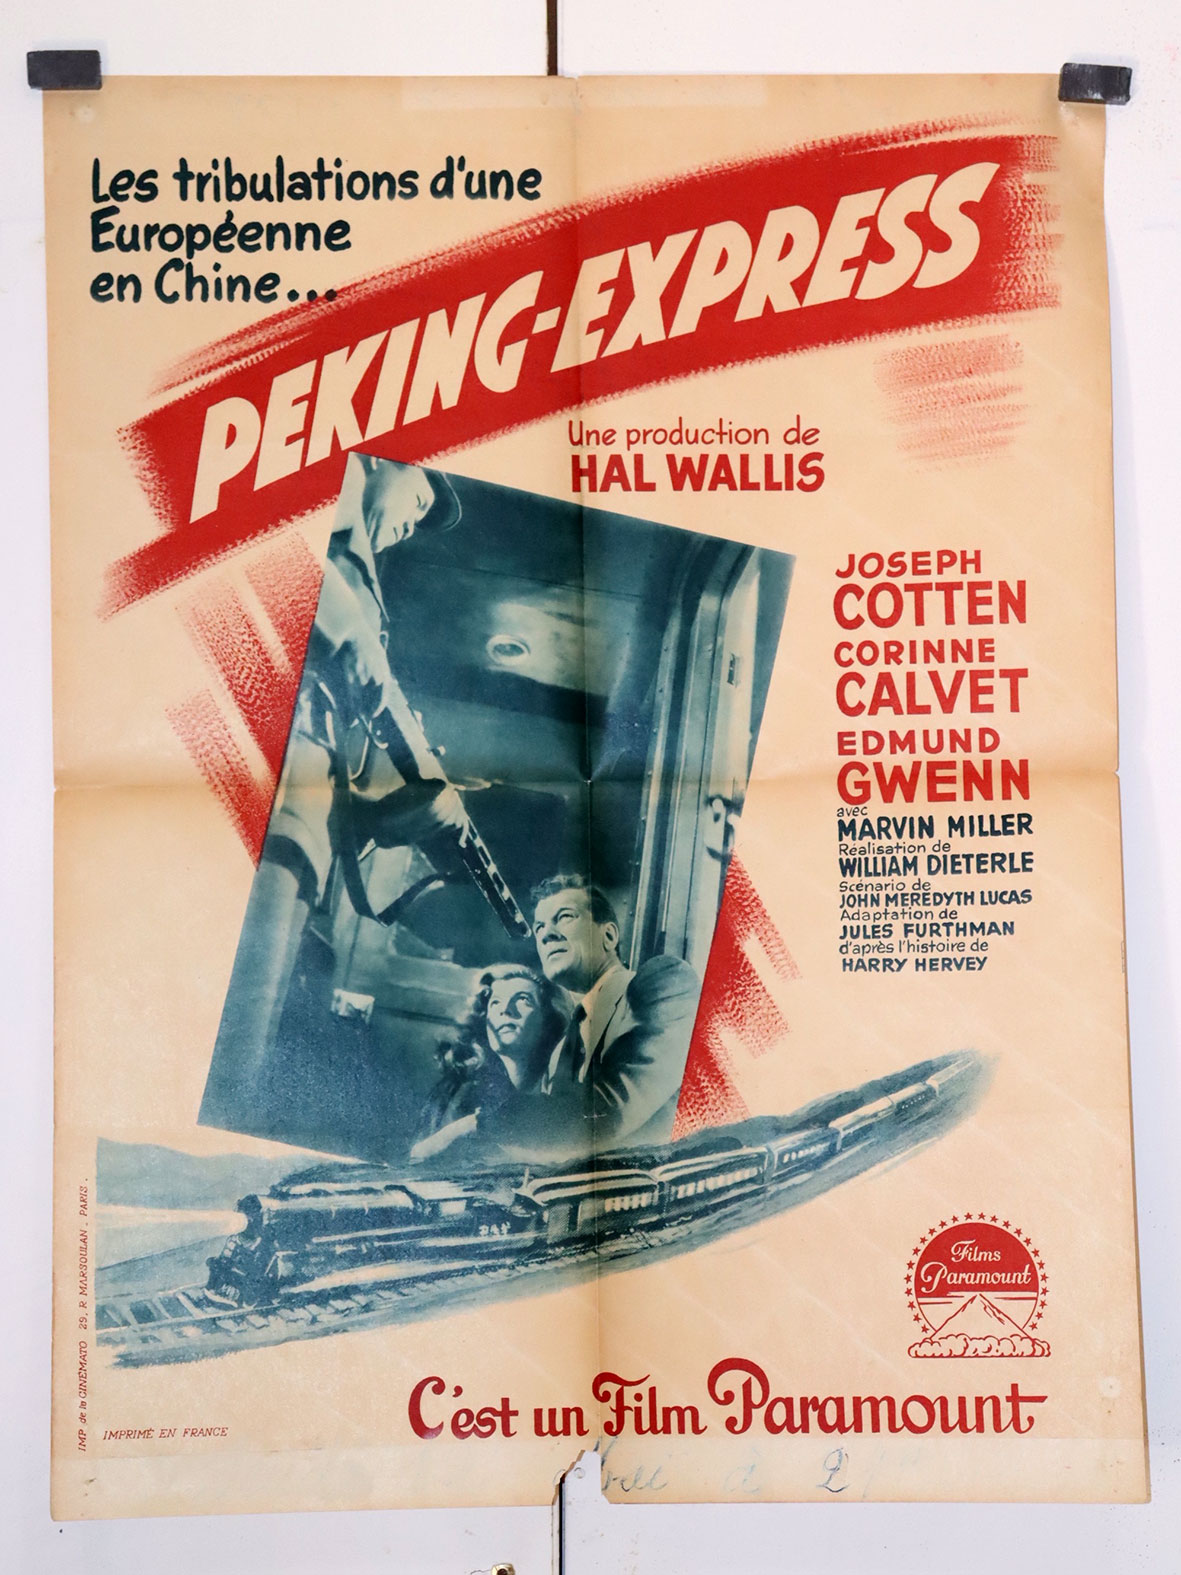 Les tribulations d'une
Européenne
en Chine...
PEKING-EXPRESS
Une production de
HAL WALLIS
JOSEPH
COTTEN
CORINNE
CALVET
EDMUND
GWENN
avec
MARVIN MILLER
Réalisation de
WILLIAM DIETERLE
Scénario de
JOHN MEREDYTH LUCAS
Adaptation de
JULES FURTHMAN
d'après l'histoire de
HARRY HERVEY
Films
Paramount
C'est un Film Paramount
IMP. de la CINEMATO 29, R MARSOULAN. PARIS.
IMPRIMÉ EN FRANCE
à 2